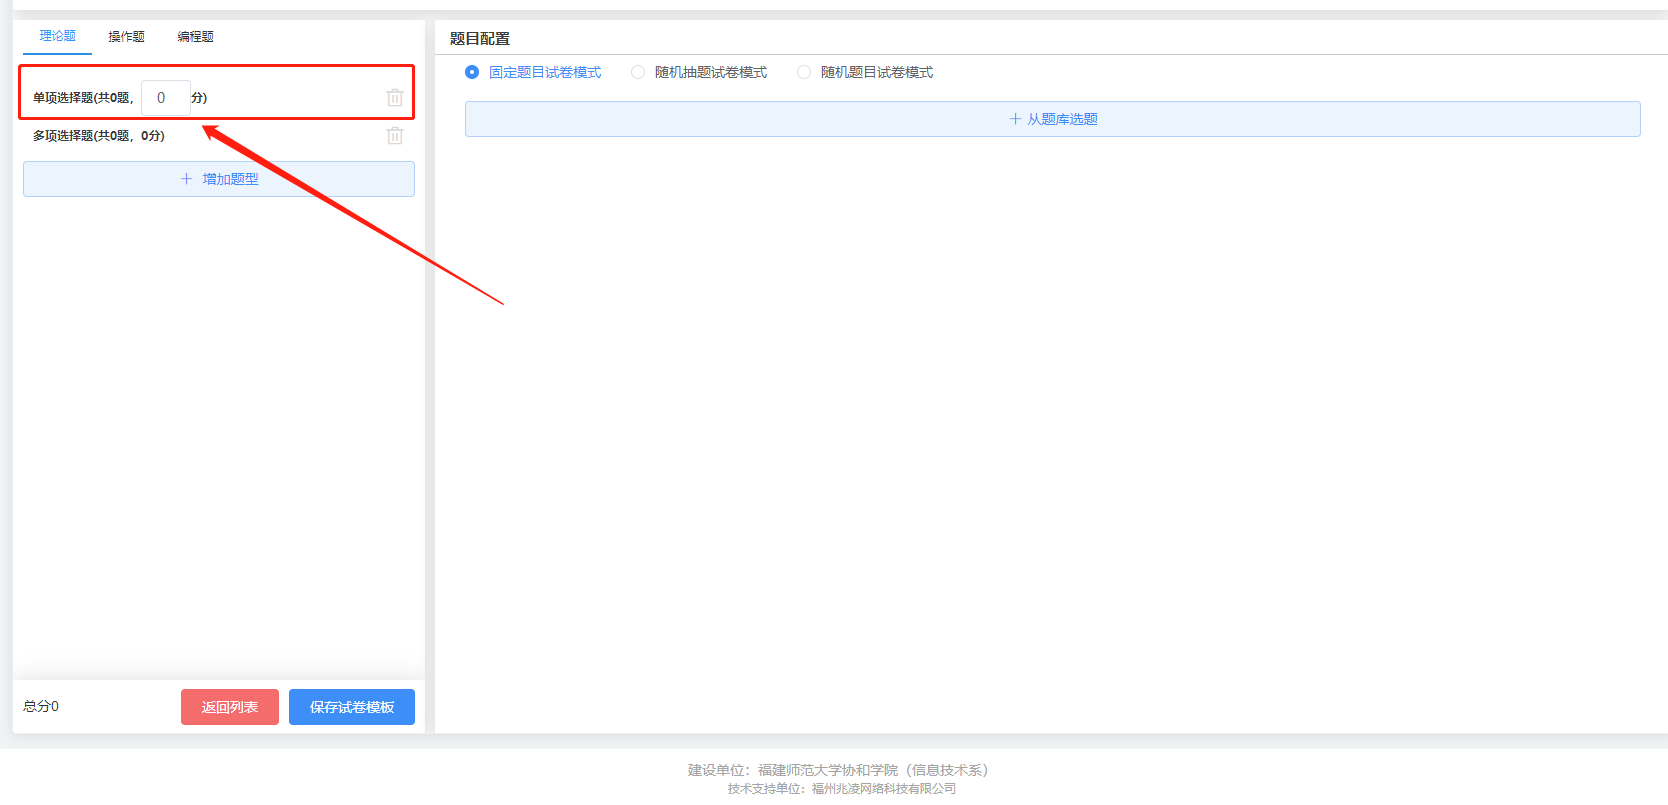 理论题 操作题 编程题
单项选择题(共0题， 0 分)
多项选择题(共0题，0分)
+ 增加题型
总分0 返回列表 保存试卷模板
题目配置
固定题目试卷模式 随机抽题试卷模式 随机题目试卷模式
+ 从题库选题
建设单位：福建师范大学协和学院（信息技术系）
技术支持单位：福州兆凌网络科技有限公司